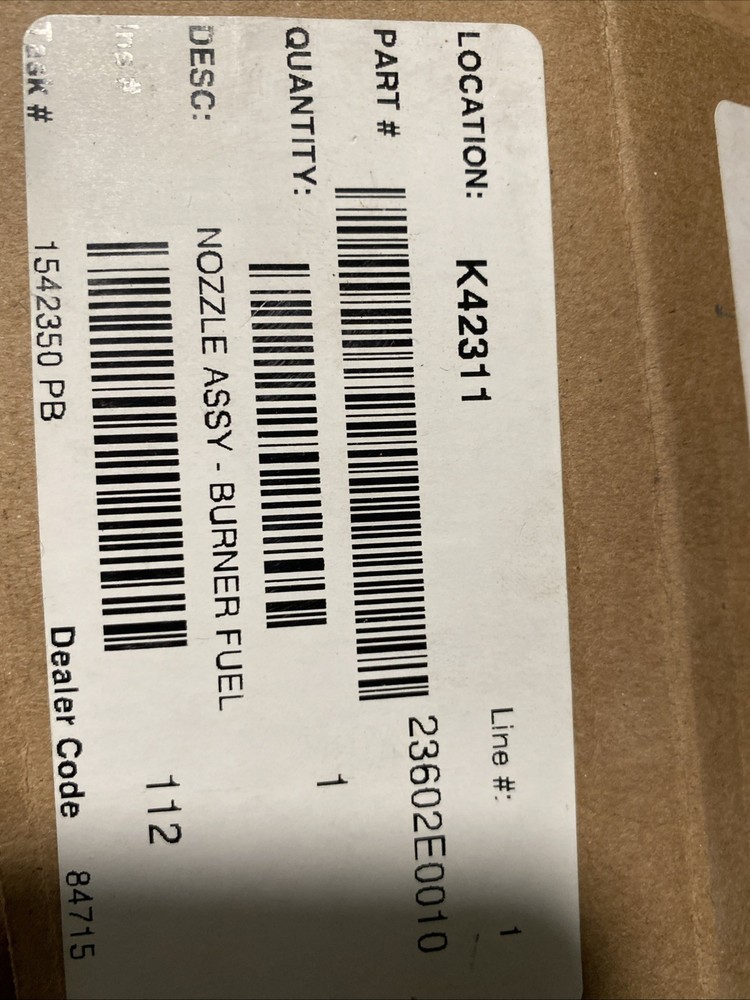 LOCATION: K42311 Line #: 1
PART # 23602E0010
QUANTITY: 1
DESC: NOZZLE ASSY - BURNER FUEL
Ins # 112
Task # 1542350 PB Dealer Code 84715